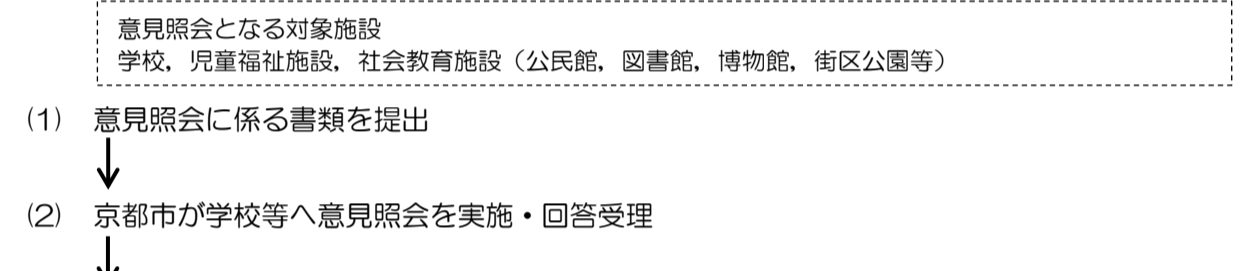 意見照会となる対象施設
学校，児童福祉施設，社会教育施設（公民館，図書館，博物館，街区公園等）
(1) 意見照会に係る書類を提出
(2) 京都市が学校等へ意見照会を実施・回答受理